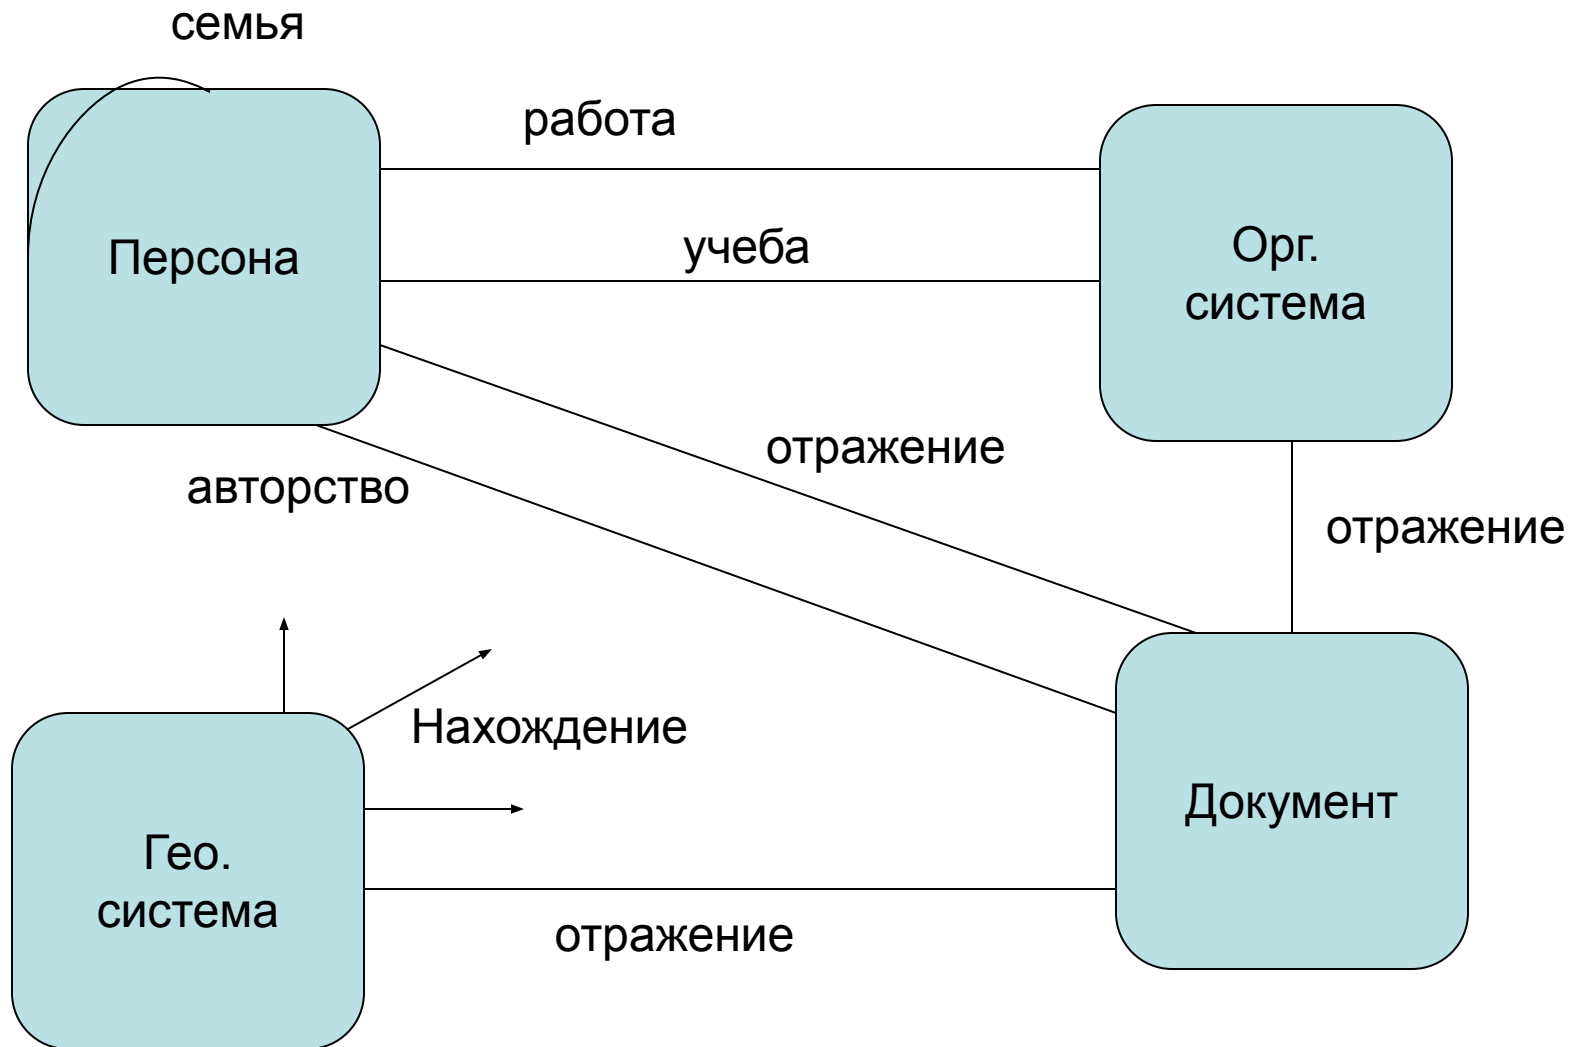 семья
работа
Персона
учеба
Орг.
система
отражение
авторство
отражение
Нахождение
Документ
Гео.
система
отражение